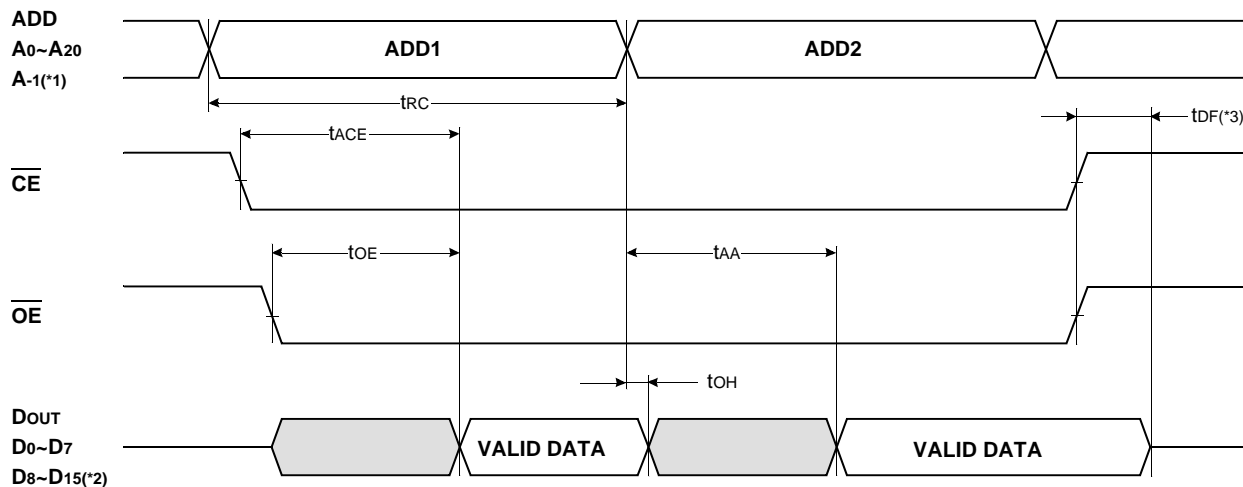 ADD
A0~A20
A-1(*1)
ADD1
ADD2
tRC
tACE
tDF(*3)
CE
tOE
tAA
OE
tOH
DOUT
D0~D7
D8~D15(*2)
VALID DATA
VALID DATA